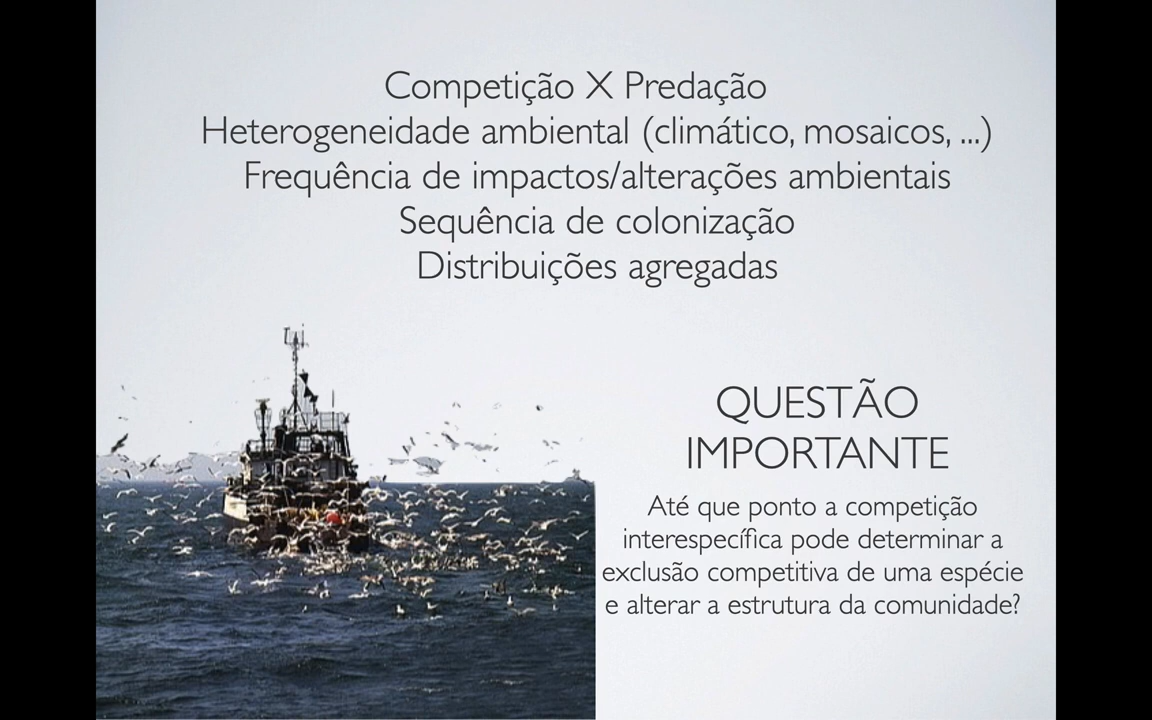 Competição X Predação
Heterogeneidade ambiental (climático, mosaicos, ...)
Frequência de impactos/alterações ambientais
Sequência de colonização
Distribuições agregadas
QUESTÃO
IMPORTANTE
Até que ponto a competição
interespecífica pode determinar a
exclusão competitiva de uma espécie
e alterar a estrutura da comunidade?